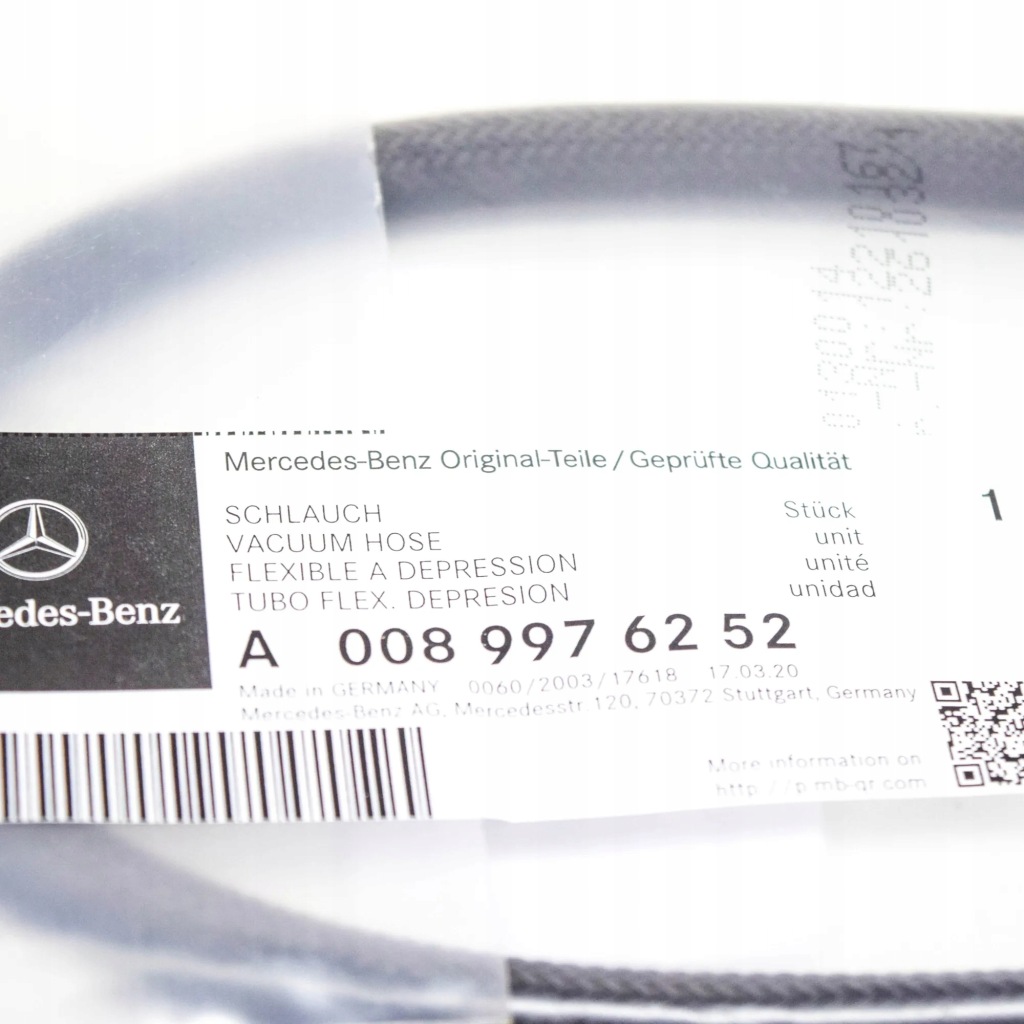 Mercedes-Benz Original-Teile / Geprüfte Qualität
SCHLAUCH Stück 1
VACUUM HOSE unit
FLEXIBLE A DEPRESSION unité
TUBO FLEX. DEPRESION unidad
edes-Benz
A 008 997 62 52
Made in GERMANY 0060/2003/17618 17.03.20
Mercedes-Benz AG, Mercedesstr. 120, 70372 Stuttgart, Germany
More information on
http://p.mb-qr.com